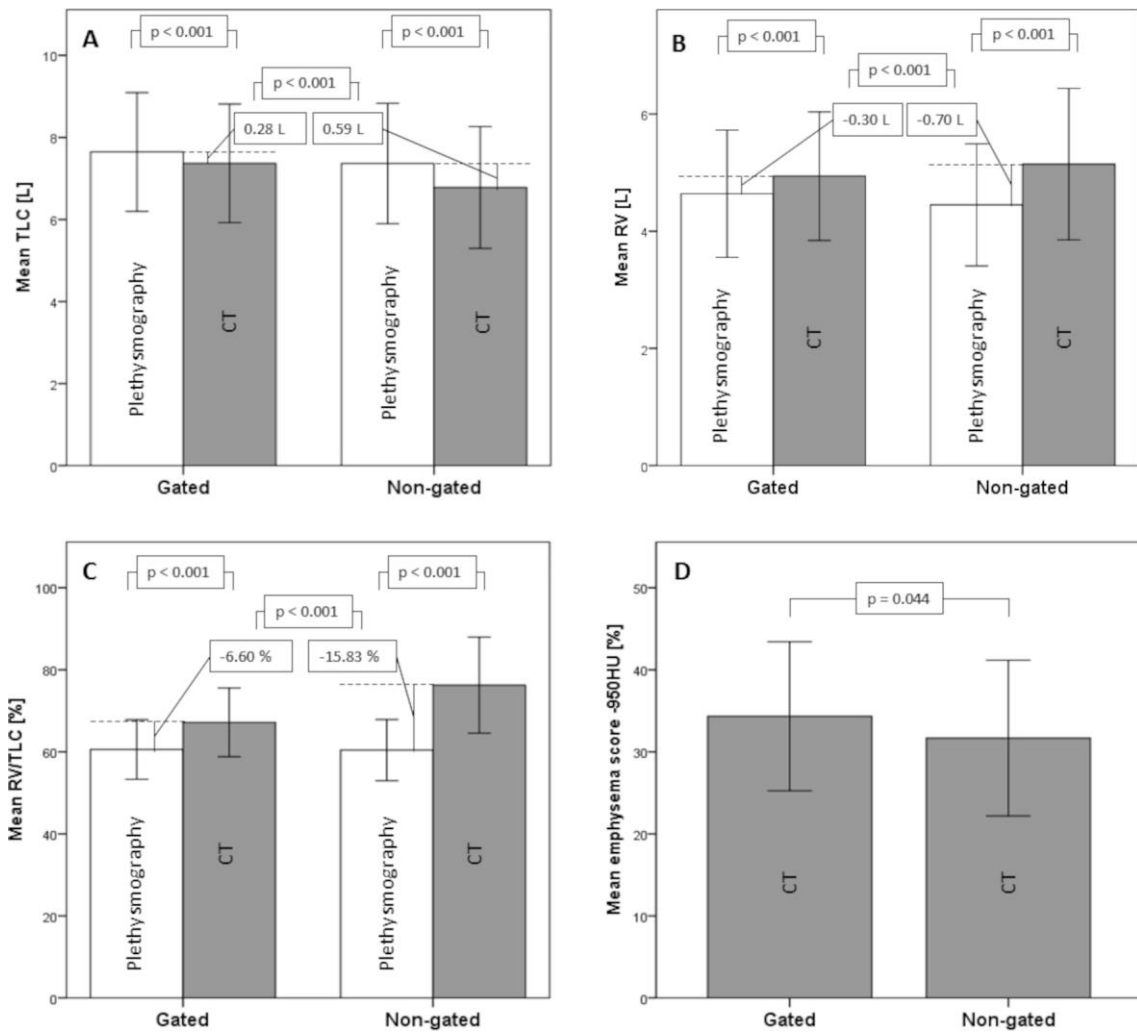 A
p < 0.001
p < 0.001
p < 0.001
0.28 L
0.59 L
Mean TLC [L]
10
8
6
4
2
0
Plethysmography
CT
Plethysmography
CT
Gated
Non-gated
B
p < 0.001
p < 0.001
p < 0.001
-0.30 L
-0.70 L
Mean RV [L]
6
4
2
0
Plethysmography
CT
Plethysmography
CT
Gated
Non-gated
C
p < 0.001
p < 0.001
p < 0.001
-6.60 %
-15.83 %
Mean RV/TLC [%]
100
80
60
40
20
0
Plethysmography
CT
Plethysmography
CT
Gated
Non-gated
D
p = 0.044
Mean emphysema score -950HU [%]
50
40
30
20
10
0
CT
CT
Gated
Non-gated